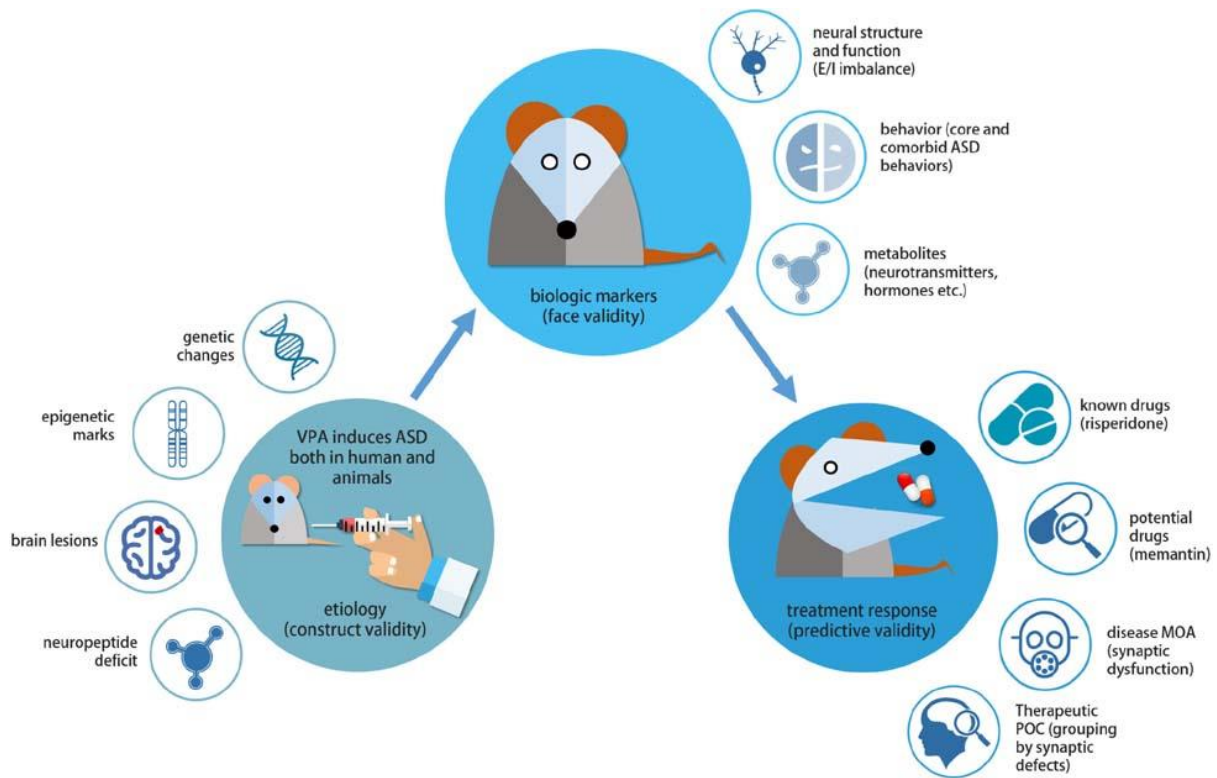 neural structure
and function
(E/I imbalance)
behavior (core and
comorbid ASD
behaviors)
metabolites
(neurotransmitters,
hormones etc.)
biologic markers
(face validity)
genetic
changes
epigenetic
marks
brain lesions
neuropeptide
deficit
VPA induces ASD
both in human and
animals
etiology
(construct validity)
treatment response
(predictive validity)
known drugs
(risperidone)
potential
drugs
(memantin)
disease MOA
(synaptic
dysfunction)
Therapeutic
POC (grouping
by synaptic
defects)